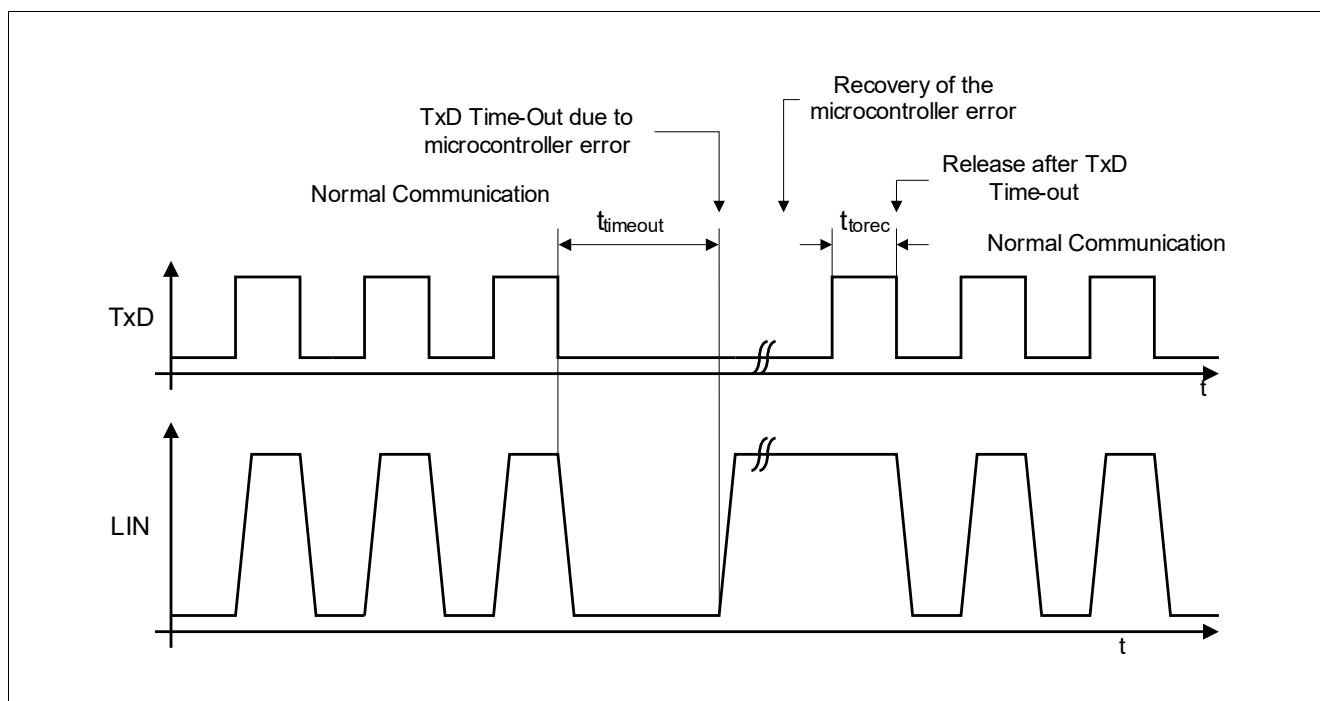 Recovery of the
microcontroller error
TxD Time-Out due to
microcontroller error
Release after TxD
Time-out
Normal Communication
ttimeout
ttorec
Normal Communication
TxD
t
LIN
t